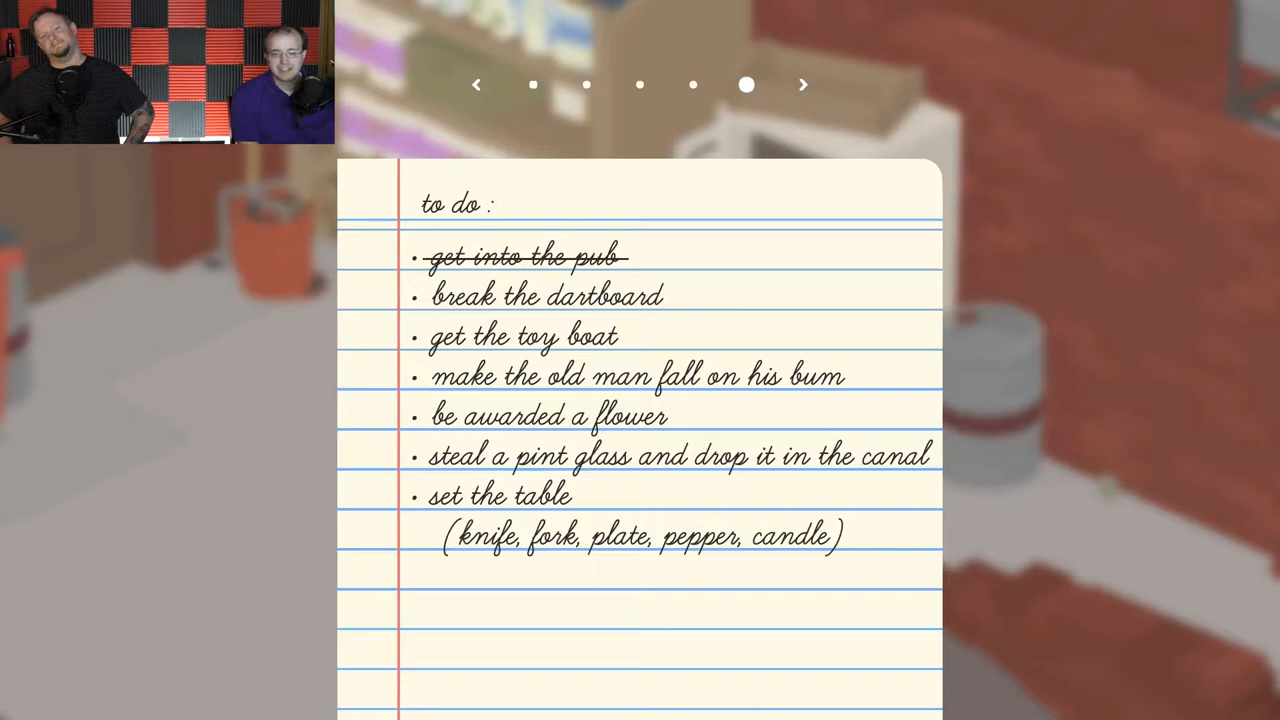 to do :
• get into the pub
• break the dartboard
• get the toy boat
• make the old man fall on his bum
• be awarded a flower
• steal a pint glass and drop it in the canal
• set the table
(knife, fork, plate, pepper, candle)